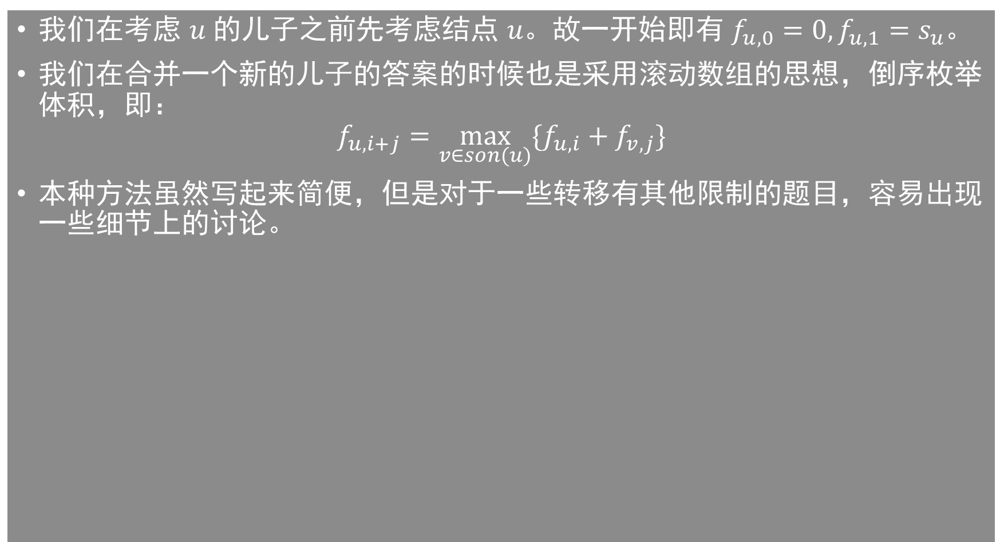 • 我们在考虑 u 的儿子之前先考虑结点 u。故一开始即有 f_{u,0} = 0, f_{u,1} = s_u。
• 我们在合并一个新的儿子的答案的时候也是采用滚动数组的思想，倒序枚举
体积，即：
f_{u,i+j} = max_{v∈son(u)} {f_{u,i} + f_{v,j}}
• 本种方法虽然写起来简便，但是对于一些转移有其他限制的题目，容易出现
一些细节上的讨论。